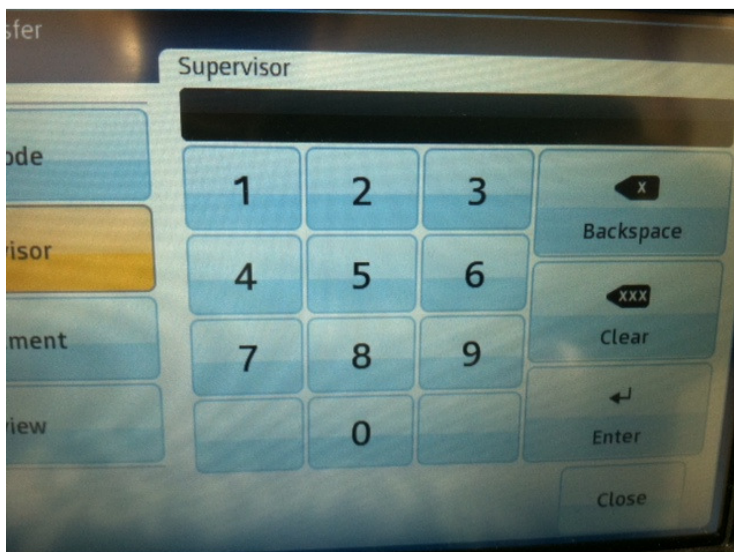 sfer
Supervisor
ode
1 2 3
X
Backspace
isor
4 5 6
XXX
Clear
ment
7 8 9
iew
0
Enter
Close